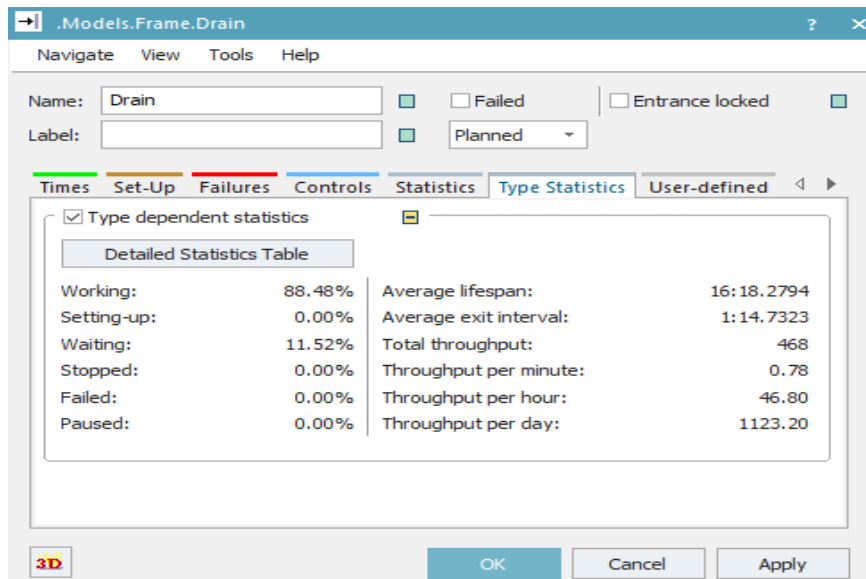 .Models.Frame.Drain ? ×
Navigate View Tools Help
Name: Drain Failed Entrance locked
Label: Planned
Times Set-Up Failures Controls Statistics Type Statistics User-defined
Type dependent statistics
Detailed Statistics Table
Working: 88.48% Average lifespan: 16:18.2794
Setting-up: 0.00% Average exit interval: 1:14.7323
Waiting: 11.52% Total throughput: 468
Stopped: 0.00% Throughput per minute: 0.78
Failed: 0.00% Throughput per hour: 46.80
Paused: 0.00% Throughput per day: 1123.20
3D OK Cancel Apply